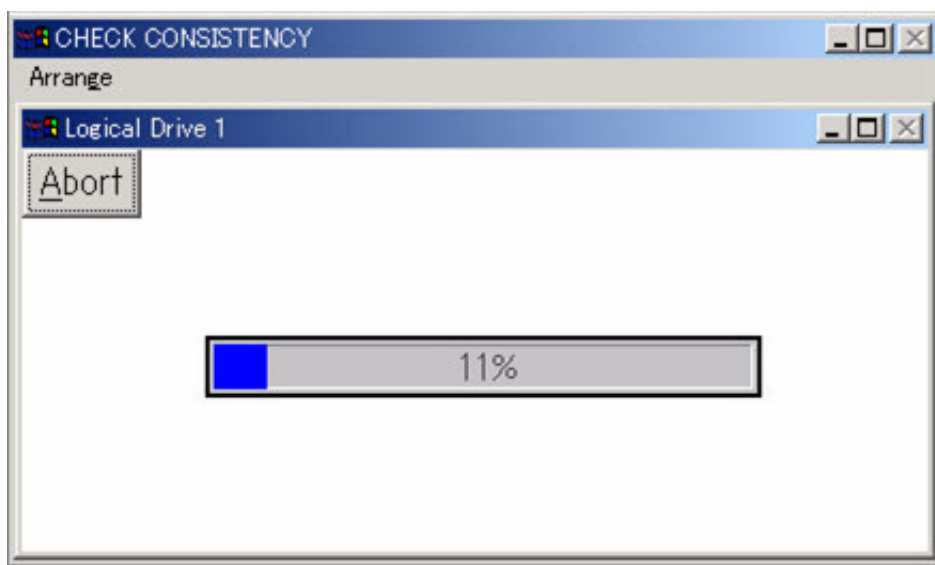 CHECK CONSISTENCY
Arrange
Logical Drive 1
Abort
11%